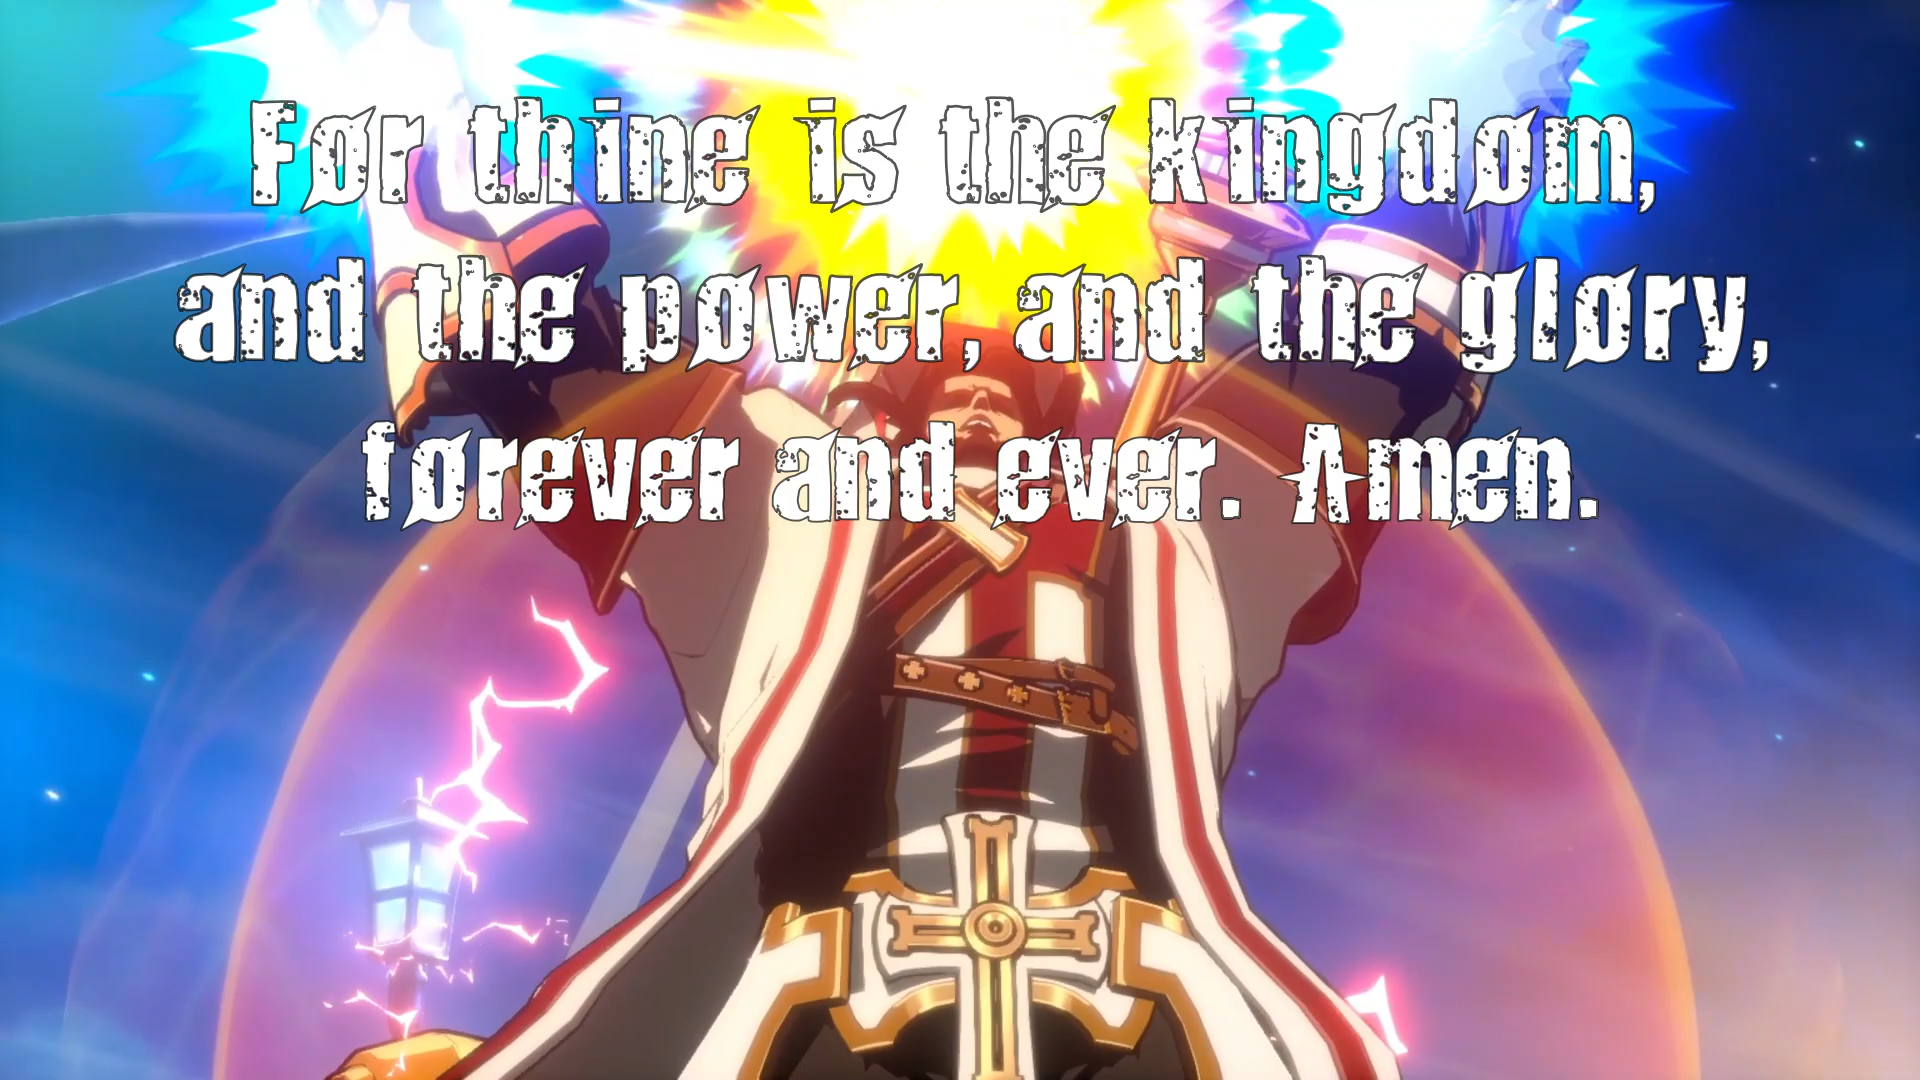 For thine is the kingdom,
and the power, and the glory,
forever and ever. Amen.